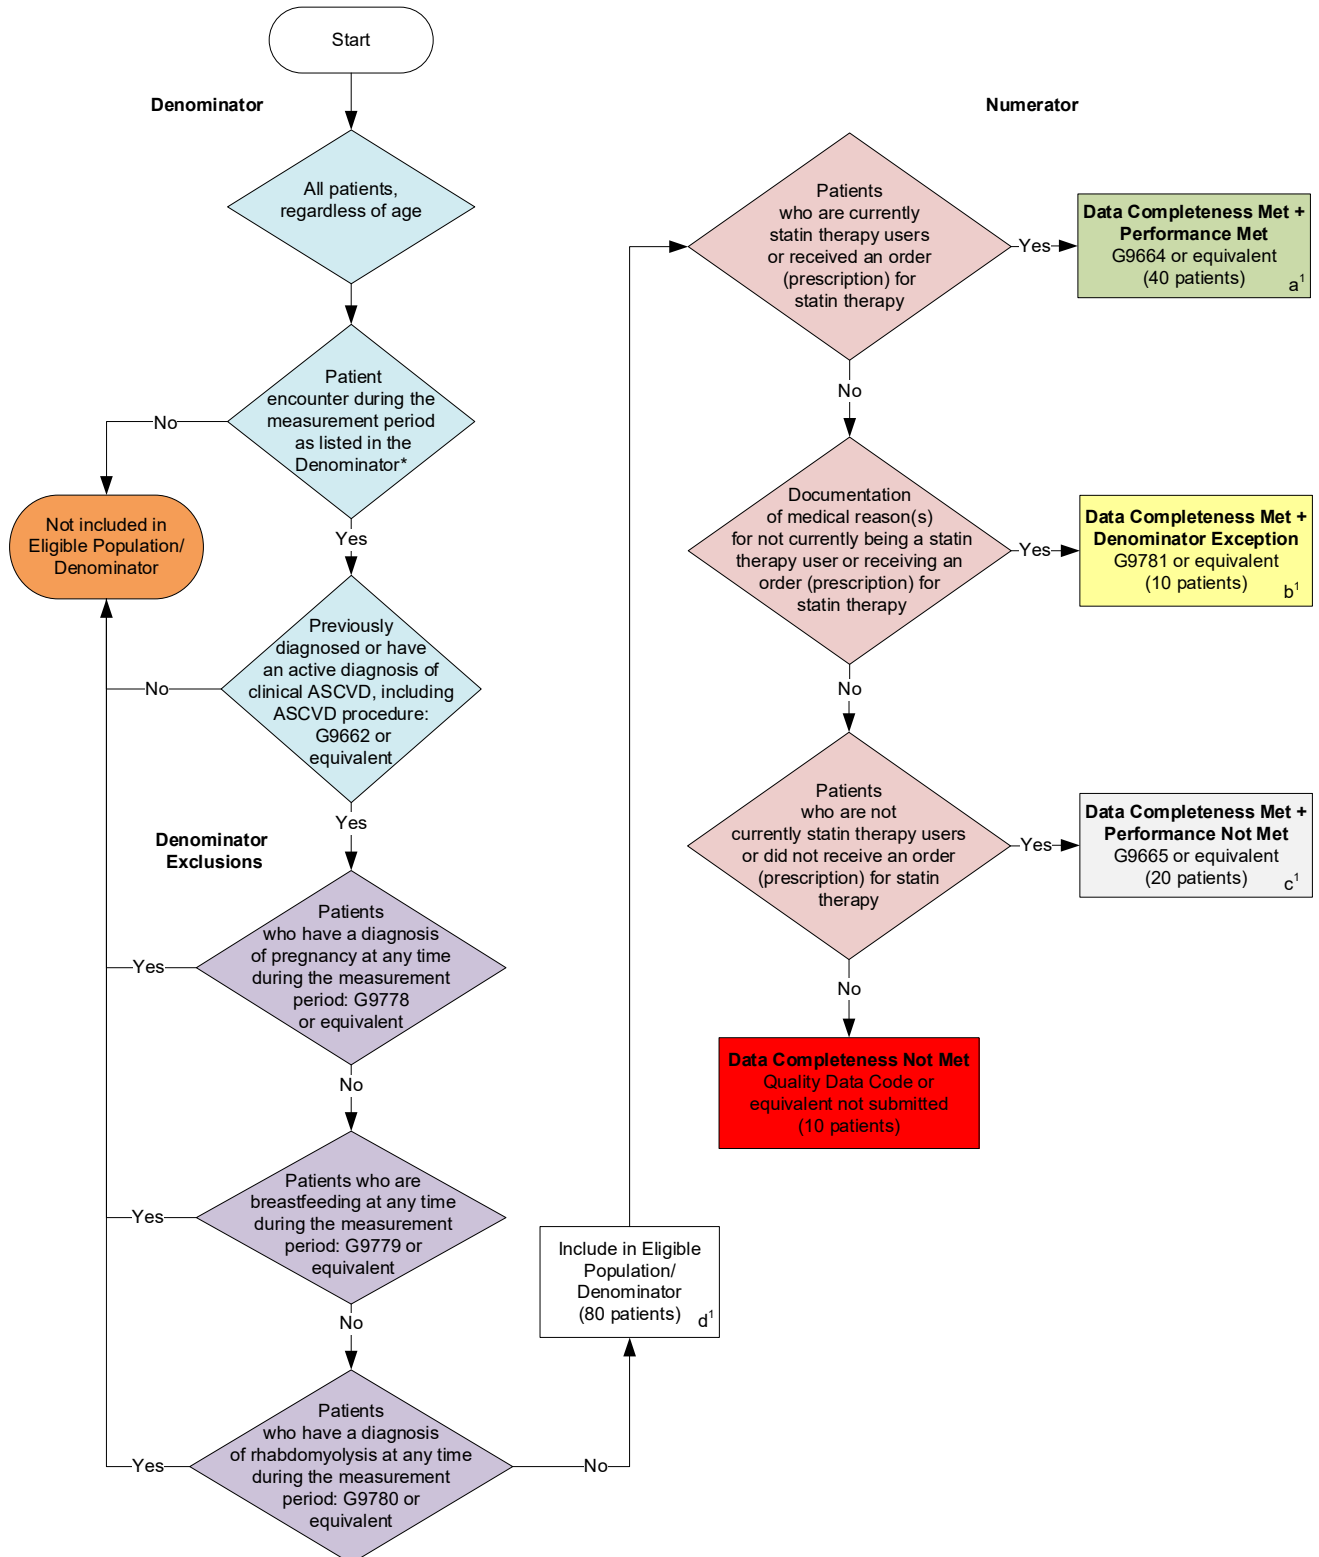 Start
Denominator
All patients,
regardless of age
Patient
encounter during the
measurement period
as listed in the
Denominator*
No
Not included in
Eligible Population/
Denominator
Yes
Previously
diagnosed or have
an active diagnosis of
clinical ASCVD, including
ASCVD procedure:
G9662 or
equivalent
No
Yes
Denominator
Exclusions
Patients
who have a diagnosis
of pregnancy at any time
during the measurement
period: G9778
or equivalent
Yes
No
Patients who are
breastfeeding at any time
during the measurement
period: G9779 or
equivalent
Yes
No
Patients
who have a diagnosis
of rhabdomyolysis at any time
during the measurement
period: G9780 or
equivalent
Yes
No
Include in Eligible
Population/
Denominator
(80 patients)
d¹
Numerator
Patients
who are currently
statin therapy users
or received an order
(prescription) for
statin therapy
Yes
Data Completeness Met +
Performance Met
G9664 or equivalent
(40 patients)
a¹
No
Documentation
of medical reason(s)
for not currently being a statin
therapy user or receiving an
order (prescription) for
statin therapy
Yes
Data Completeness Met +
Denominator Exception
G9781 or equivalent
(10 patients)
b¹
No
Patients
who are not
currently statin therapy users
or did not receive an order
(prescription) for statin
therapy
Yes
Data Completeness Met +
Performance Not Met
G9665 or equivalent
(20 patients)
c¹
No
Data Completeness Not Met
Quality Data Code or
equivalent not submitted
(10 patients)